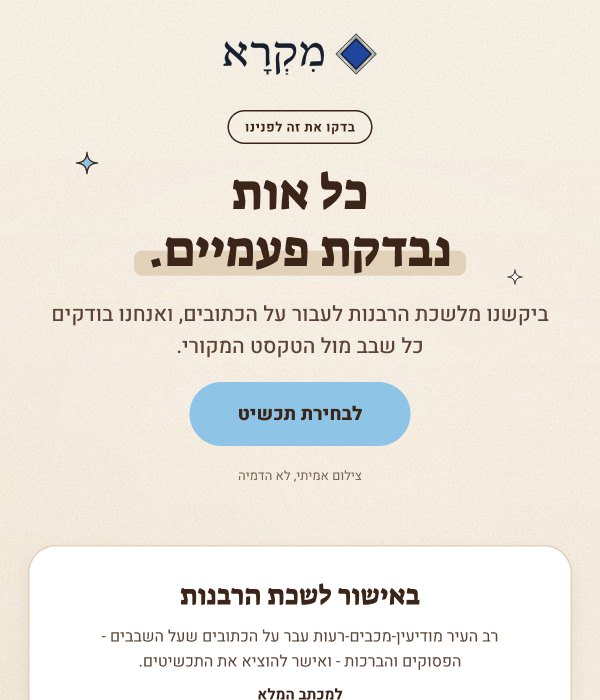 מִקְרָא
בדקו את זה לפנינו
כל אות
נבדקת פעמיים.
ביקשנו מלשכת הרבנות לעבור על הכתובים, ואנחנו בודקים
כל שבב מול הטקסט המקורי.
לבחירת תכשיט
צילום אמיתי, לא הדמיה
באישור לשכת הרבנות
רב העיר מודיעין-מכבים-רעות עבר על הכתובים שעל השבבים -
הפסוקים והברכות - ואישר להוציא את התכשיטים.
למכתב המלא